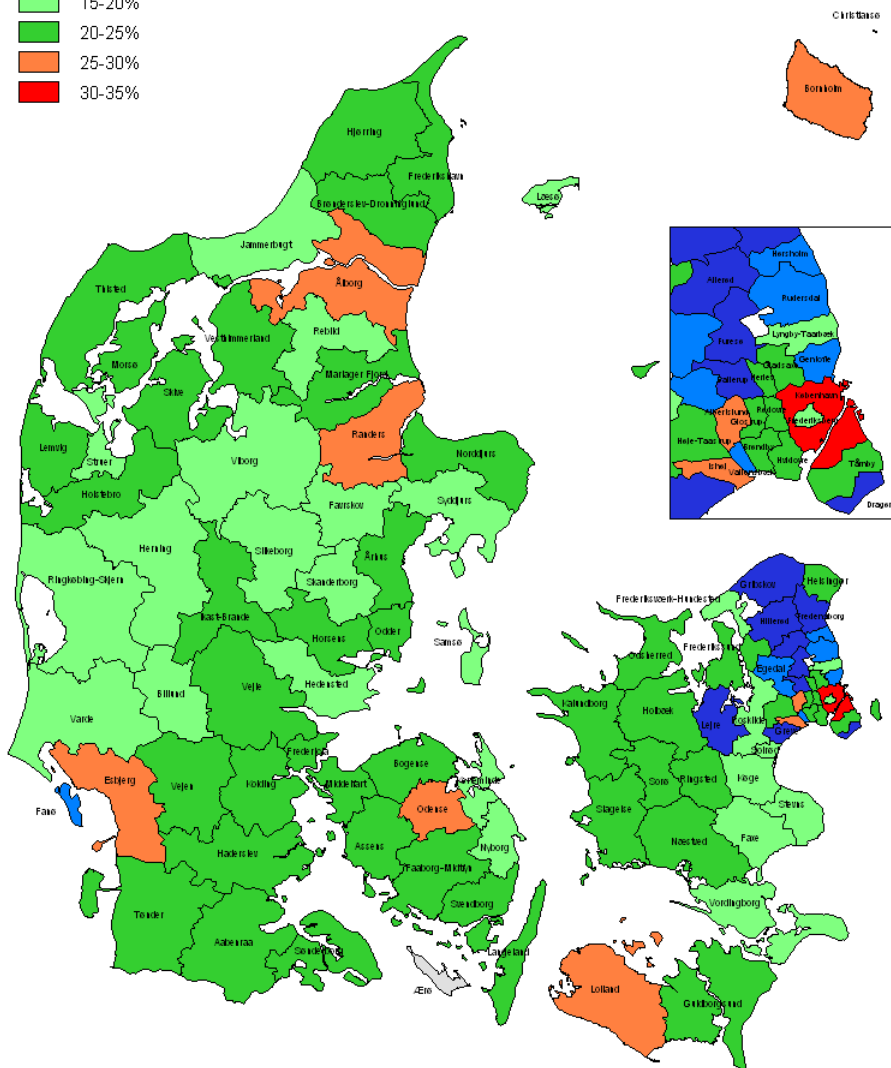 15-20%
20-25%
25-30%
30-35%
Christiansø
Bornholm
Hjørring
Frederikshavn
Brønderslev-Dronninglund
Læsø
Jammerbugt
Thisted
Ålborg
Vesthimmerland
Rebild
Morsø
Mariager Fjord
Skive
Lemvig
Struer
Randers
Viborg
Norddjurs
Holstebro
Favrskov
Syddjurs
Herning
Silkeborg
Århus
Ringkøbing-Skjern
Skanderborg
Ikast-Brande
Horsens
Odder
Samsø
Hedensted
Billund
Vejle
Varde
Fredericia
Esbjerg
Vejen
Kolding
Middelfart
Bogense
Kerteminde
Fanø
Odense
Assens
Nyborg
Haderslev
Faaborg-Midtfyn
Tønder
Svendborg
Aabenraa
Sønderborg
Langeland
Ærø
Hørsholm
Allerød
Rudersdal
Lyngby-Taarbæk
Furesø
Gentofte
Gladsaxe
Ballerup
Herlev
København
Albertslund
Rødovre
Frederiksberg
Glostrup
Høje-Taastrup
Brøndby
Hvidovre
Ishøj
Vallensbæk
Tårnby
Dragør
Gribskov
Helsingør
Frederiksværk-Hundested
Hillerød
Fredensborg
Frederikssund
Odsherred
Egedal
Kalundborg
Holbæk
Lejre
Roskilde
Greve
Solrød
Sorø
Ringsted
Køge
Slagelse
Stevns
Næstved
Faxe
Vordingborg
Lolland
Guldborgsund